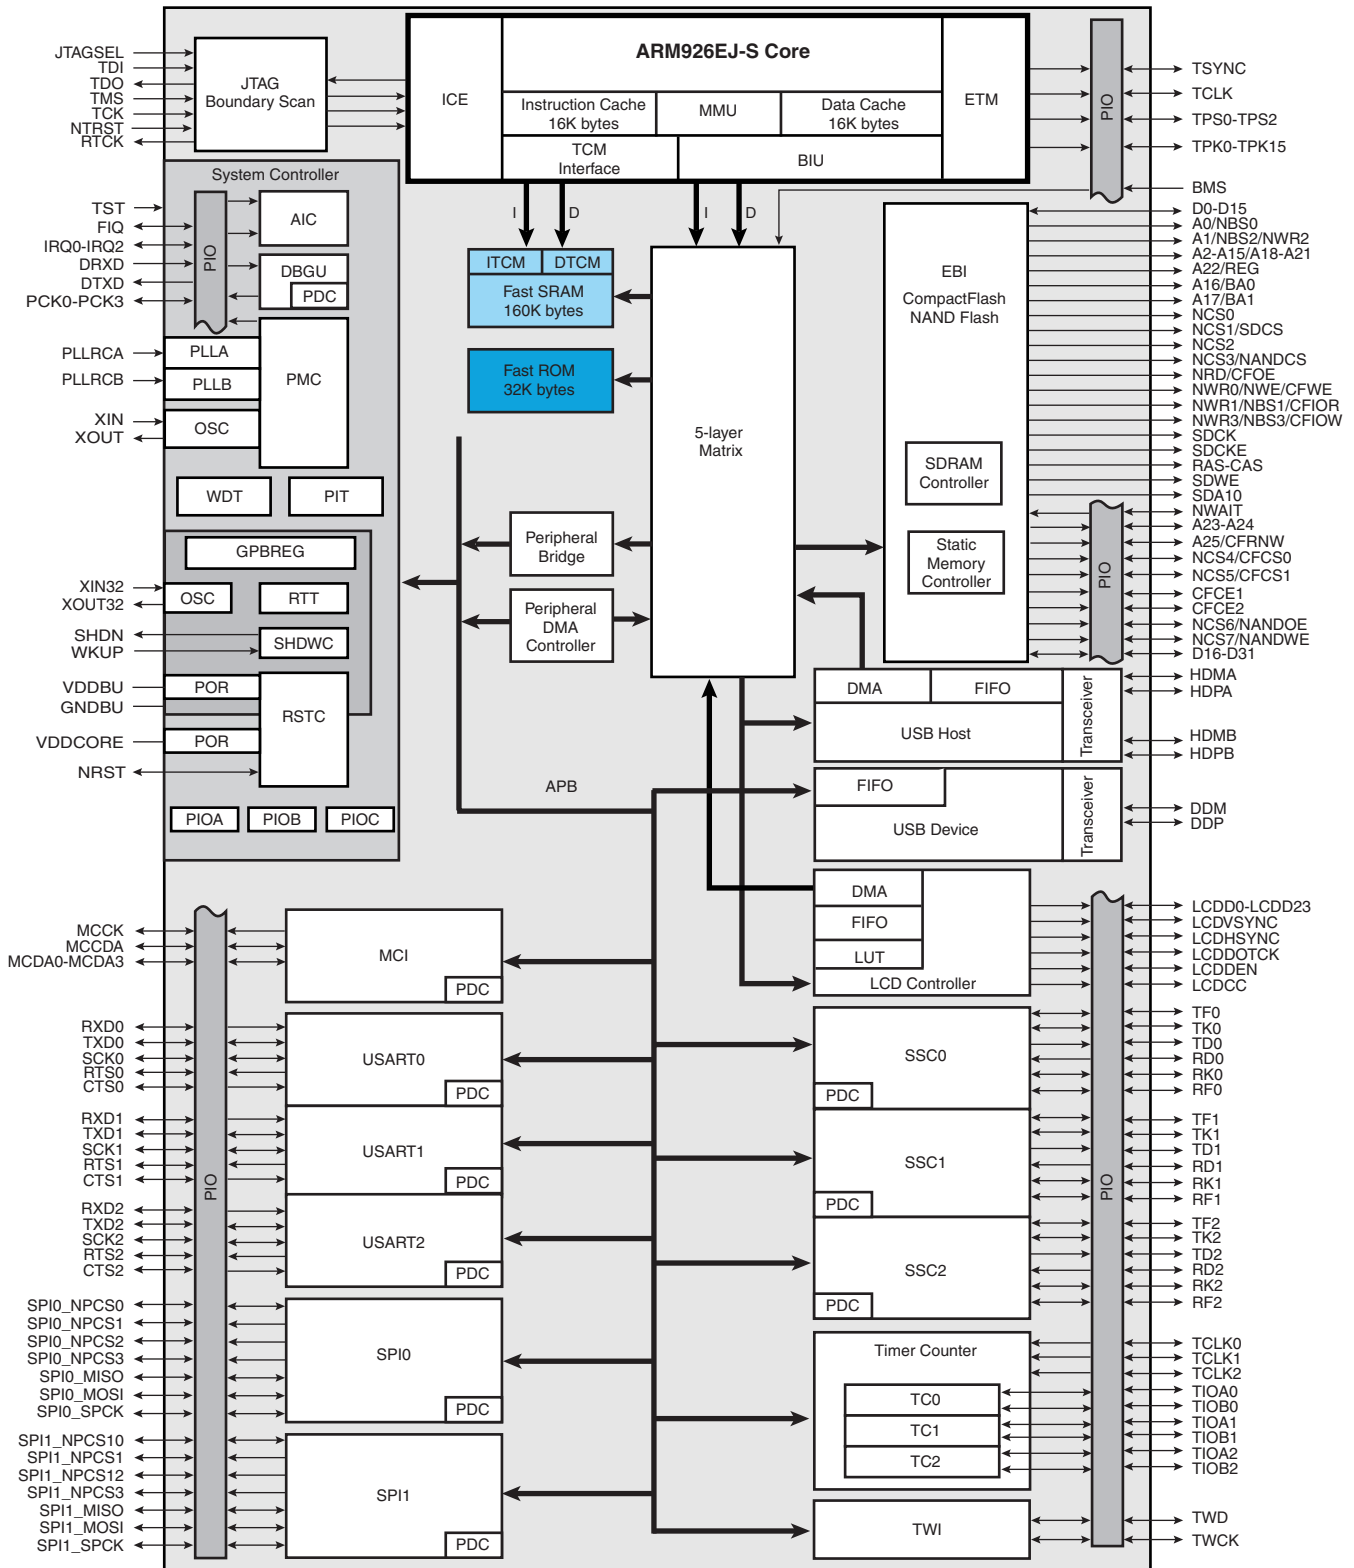 JTAGSEL
TDI
TDO
TMS
TCK
NTRST
RTCK
JTAG
Boundary Scan
ICE
ARM926EJ-S Core
Instruction Cache
16K bytes
MMU
Data Cache
16K bytes
TCM
Interface
BIU
ETM
PIO
TSYNC
TCLK
TPS0-TPS2
TPK0-TPK15
BMS
System Controller
TST
FIQ
IRQ0-IRQ2
DRXD
DTXD
PCK0-PCK3
PIO
AIC
DBGU
PDC
PLLRCA
PLLRCB
XIN
XOUT
PLLA
PLLB
OSC
PMC
WDT
PIT
GPBREG
XIN32
XOUT32
OSC
RTT
SHDN
WKUP
SHDWC
VDDBU
GNDBU
POR
VDDCORE
POR
RSTC
NRST
PIOA
PIOB
PIOC
I
D
I
D
ITCM
DTCM
Fast SRAM
160K bytes
Fast ROM
32K bytes
5-layer
Matrix
Peripheral
Bridge
Peripheral
DMA
Controller
APB
EBI
CompactFlash
NAND Flash
SDRAM
Controller
Static
Memory
Controller
PIO
D0-D15
A0/NBS0
A1/NBS2/NWR2
A2-A15/A18-A21
A22/REG
A16/BA0
A17/BA1
NCS0
NCS1/SDCS
NCS2
NCS3/NANDCS
NRD/CFOE
NWR0/NWE/CFWE
NWR1/NBS1/CFIOR
NWR3/NBS3/CFIOW
SDCK
SDCKE
RAS-CAS
SDWE
SDA10
NWAIT
A23-A24
A25/CFRNW
NCS4/CFCS0
NCS5/CFCS1
CFCE1
CFCE2
NCS6/NANDOE
NCS7/NANDWE
D16-D31
DMA
FIFO
USB Host
Transceiver
HDMA
HDPA
HDMB
HDPB
FIFO
USB Device
Transceiver
DDM
DDP
DMA
FIFO
LUT
LCD Controller
LCDD0-LCDD23
LCDVSYNC
LCDHSYNC
LCDDOTCK
LCDDEN
LCDCC
MCCK
MCCDA
MCDA0-MCDA3
MCI
PDC
RXD0
TXD0
SCK0
RTS0
CTS0
USART0
PDC
RXD1
TXD1
SCK1
RTS1
CTS1
PIO
USART1
PDC
RXD2
TXD2
SCK2
RTS2
CTS2
USART2
PDC
SPI0_NPCS0
SPI0_NPCS1
SPI0_NPCS2
SPI0_NPCS3
SPI0_MISO
SPI0_MOSI
SPI0_SPCK
SPI0
PDC
SPI1_NPCS10
SPI1_NPCS1
SPI1_NPCS12
SPI1_NPCS3
SPI1_MISO
SPI1_MOSI
SPI1_SPCK
SPI1
PDC
SSC0
PDC
TF0
TK0
TD0
RD0
RK0
RF0
SSC1
PDC
PIO
TF1
TK1
TD1
RD1
RK1
RF1
SSC2
PDC
TF2
TK2
TD2
RD2
RK2
RF2
Timer Counter
TC0
TC1
TC2
TCLK0
TCLK1
TCLK2
TIOA0
TIOB0
TIOA1
TIOB1
TIOA2
TIOB2
TWI
TWD
TWCK